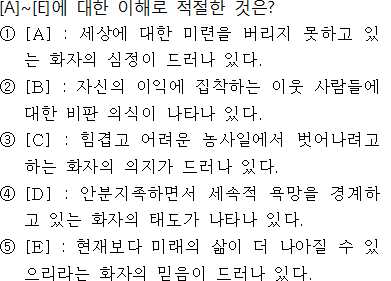 [A]~[E]에 대한 이해로 적절한 것은?
① [A] : 세상에 대한 미련을 버리지 못하고 있
는 화자의 심정이 드러나 있다.
② [B] : 자신의 이익에 집착하는 이웃 사람들에
대한 비판 의식이 나타나 있다.
③ [C] : 힘겹고 어려운 농사일에서 벗어나려고
하는 화자의 의지가 드러나 있다.
④ [D] : 안분지족하면서 세속적 욕망을 경계하
고 있는 화자의 태도가 나타나 있다.
⑤ [E] : 현재보다 미래의 삶이 더 나아질 수 있
으리라는 화자의 믿음이 드러나 있다.